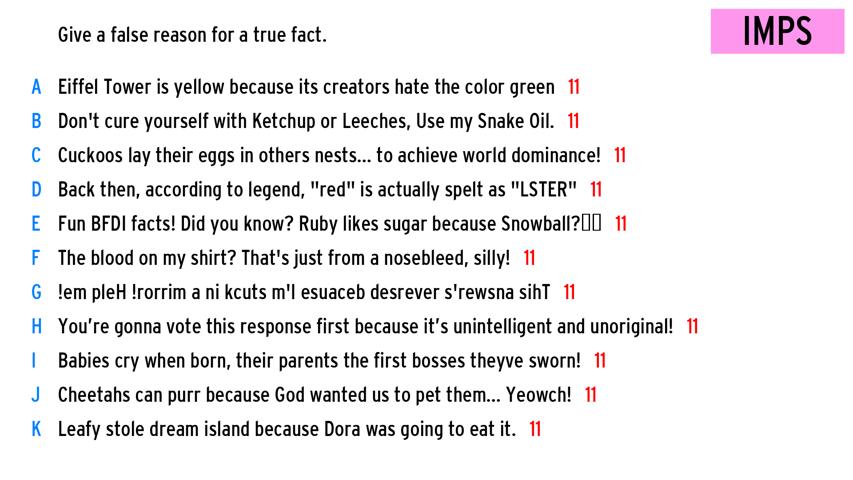 Give a false reason for a true fact.
IMPS
A Eiffel Tower is yellow because its creators hate the color green 11
B Don't cure yourself with Ketchup or Leeches, Use my Snake Oil. 11
C Cuckoos lay their eggs in others nests... to achieve world dominance! 11
D Back then, according to legend, "red" is actually spelt as "LSTER" 11
E Fun BFDI facts! Did you know? Ruby likes sugar because Snowball?▯▯ 11
F The blood on my shirt? That's just from a nosebleed, silly! 11
G !em pleH !rorrim a ni kcuts m'I esuaceb desrever s'rewsna sihT 11
H You’re gonna vote this response first because it’s unintelligent and unoriginal! 11
I Babies cry when born, their parents the first bosses theyve sworn! 11
J Cheetahs can purr because God wanted us to pet them... Yeowch! 11
K Leafy stole dream island because Dora was going to eat it. 11